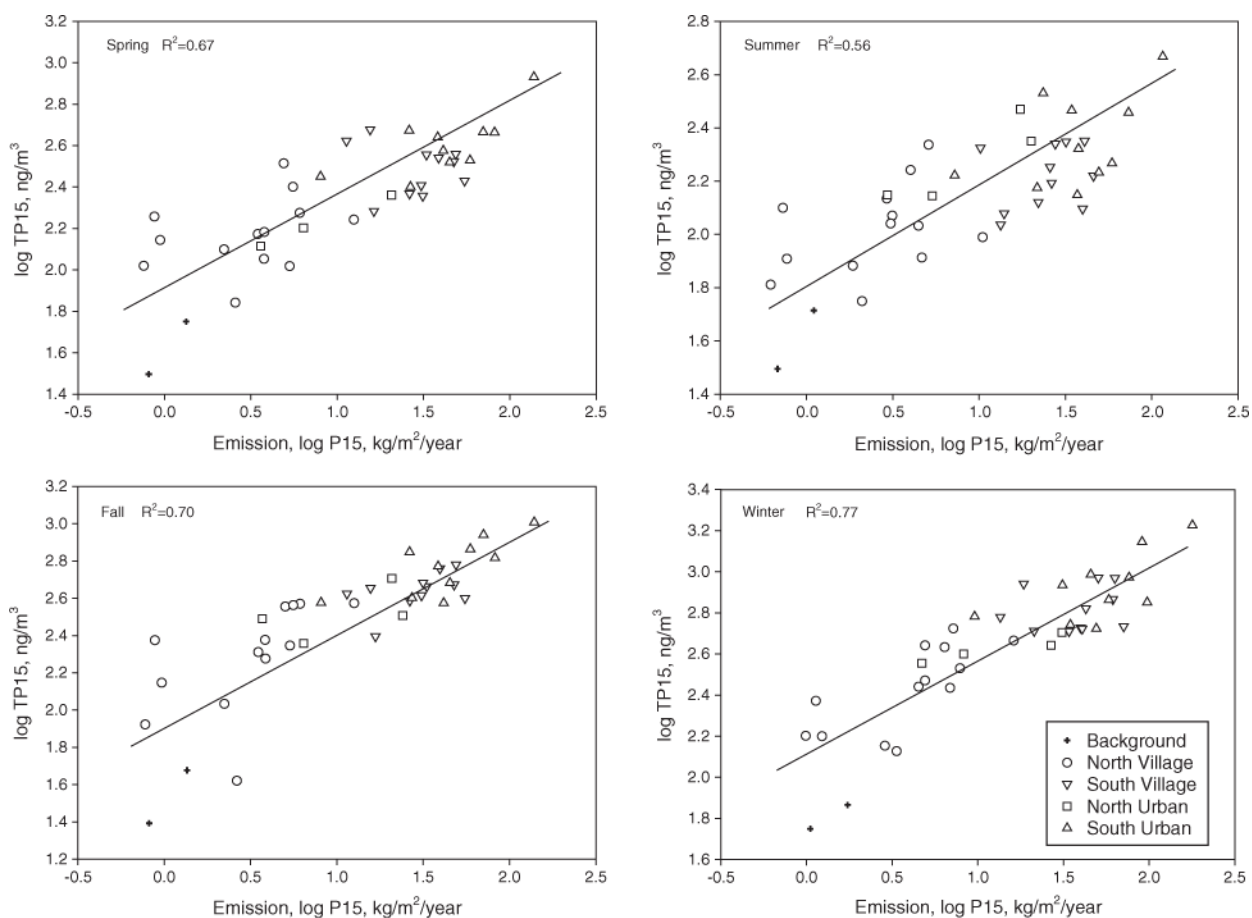 Spring R²=0.67
3.2
3.0
2.8
2.6
2.4
2.2
2.0
1.8
1.6
1.4
log TP15, ng/m³
-0.5 0.0 0.5 1.0 1.5 2.0 2.5
Emission, log P15, kg/m²/year
Summer R²=0.56
2.8
2.6
2.4
2.2
2.0
1.8
1.6
1.4
log TP15, ng/m³
-0.5 0.0 0.5 1.0 1.5 2.0 2.5
Emission, log P15, kg/m²/year
Fall R²=0.70
3.2
3.0
2.8
2.6
2.4
2.2
2.0
1.8
1.6
1.4
1.2
log TP15, ng/m³
-0.5 0.0 0.5 1.0 1.5 2.0 2.5
Emission, log P15, kg/m²/year
Winter R²=0.77
3.4
3.2
3.0
2.8
2.6
2.4
2.2
2.0
1.8
1.6
log TP15, ng/m³
-0.5 0.0 0.5 1.0 1.5 2.0 2.5
Emission, log P15, kg/m²/year
Background
North Village
South Village
North Urban
South Urban